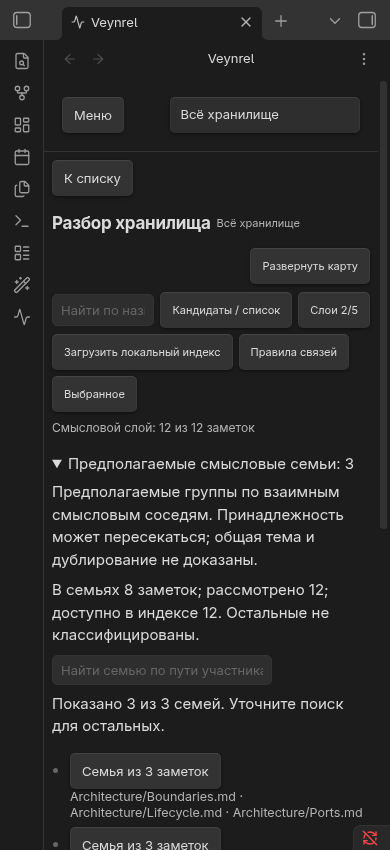 Veynrel
Veynrel
Меню
Всё хранилище
К списку
Разбор хранилища Всё хранилище
Развернуть карту
Найти по наз
Кандидаты / список
Слои 2/5
Загрузить локальный индекс
Правила связей
Выбранное
Смысловой слой: 12 из 12 заметок
▼ Предполагаемые смысловые семьи: 3
Предполагаемые группы по взаимным
смысловым соседям. Принадлежность
может пересекаться; общая тема и
дублирование не доказаны.
В семьях 8 заметок; рассмотрено 12;
доступно в индексе 12. Остальные не
классифицированы.
Найти семью по пути участника
Показано 3 из 3 семей. Уточните поиск
для остальных.
• Семья из 3 заметок
Architecture/Boundaries.md ·
Architecture/Lifecycle.md · Architecture/Ports.md
• Семья из 3 заметок